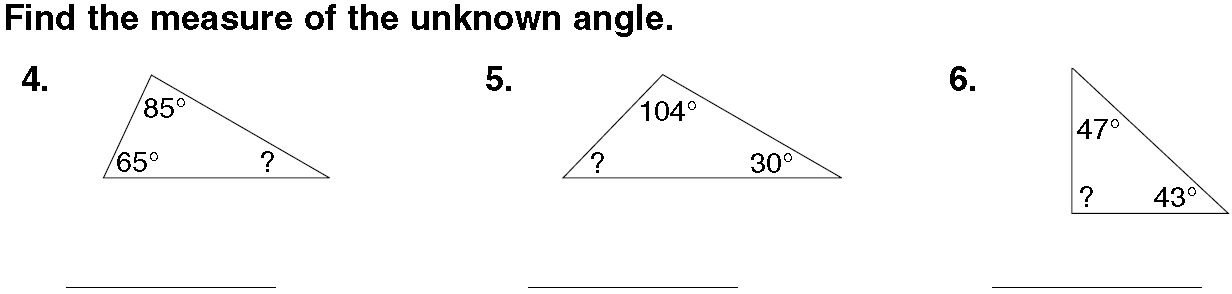 Find the measure of the unknown angle.
4. 5. 6.
85° 104° 47°
65° ? ? 30° ? 43°